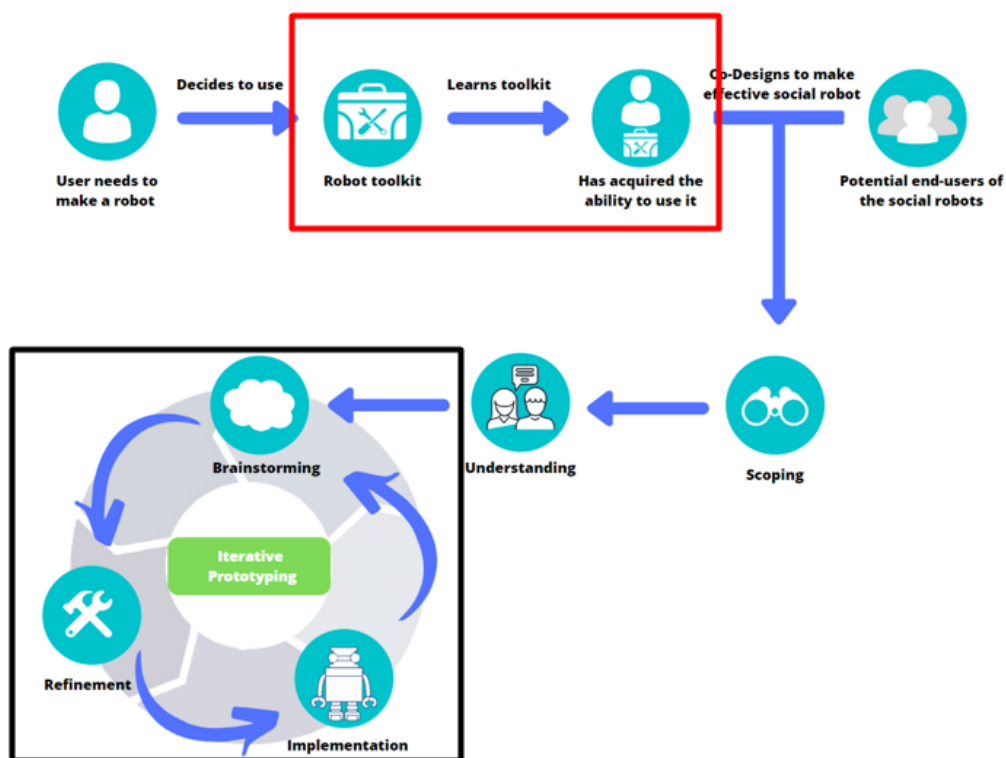 Decides to use
Learns toolkit
Co-Designs to make
effective social robot
User needs to
make a robot
Robot toolkit
Has acquired the
ability to use it
Potential end-users of
the social robots
Brainstorming
Understanding
Scoping
Iterative
Prototyping
Refinement
Implementation